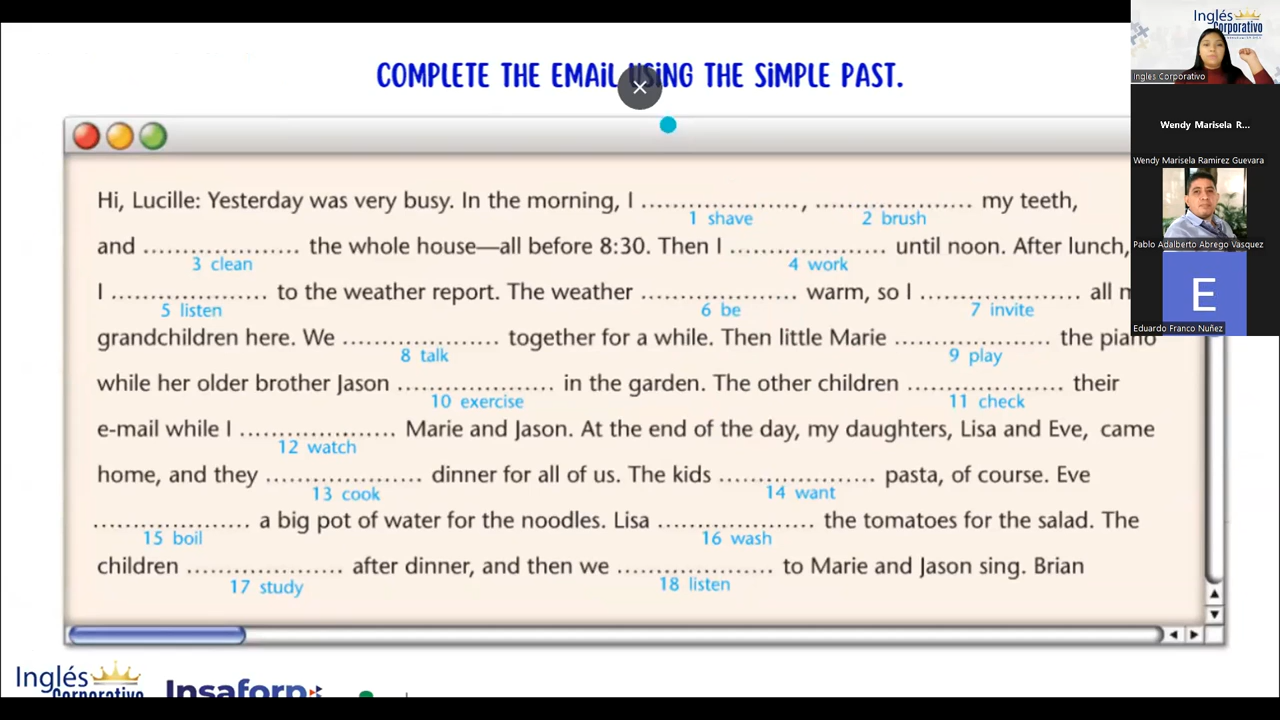 COMPLETE THE EMAIL USING THE SIMPLE PAST.
Hi, Lucille: Yesterday was very busy. In the morning, I ...................., .................... my teeth,
1 shave 2 brush
and .................... the whole house—all before 8:30. Then I .................... until noon. After lunch,
3 clean 4 work
I .................... to the weather report. The weather .................... warm, so I .................... all
5 listen 6 be 7 invite
grandchildren here. We .................... together for a while. Then little Marie .................... the piano
8 talk 9 play
while her older brother Jason .................... in the garden. The other children .................... their
10 exercise 11 check
e-mail while I .................... Marie and Jason. At the end of the day, my daughters, Lisa and Eve, came
12 watch
home, and they .................... dinner for all of us. The kids .................... pasta, of course. Eve
13 cook 14 want
.................... a big pot of water for the noodles. Lisa .................... the tomatoes for the salad. The
15 boil 16 wash
children .................... after dinner, and then we .................... to Marie and Jason sing. Brian
17 study 18 listen
Inglés
Corporativo
Insaforp
Inglés
Corporativo
Ingles Corporativo
Wendy Marisela R...
Wendy Marisela Ramirez Guevara
Pablo Adalberto Abrego Vasquez
E
Eduardo Franco Nuñez